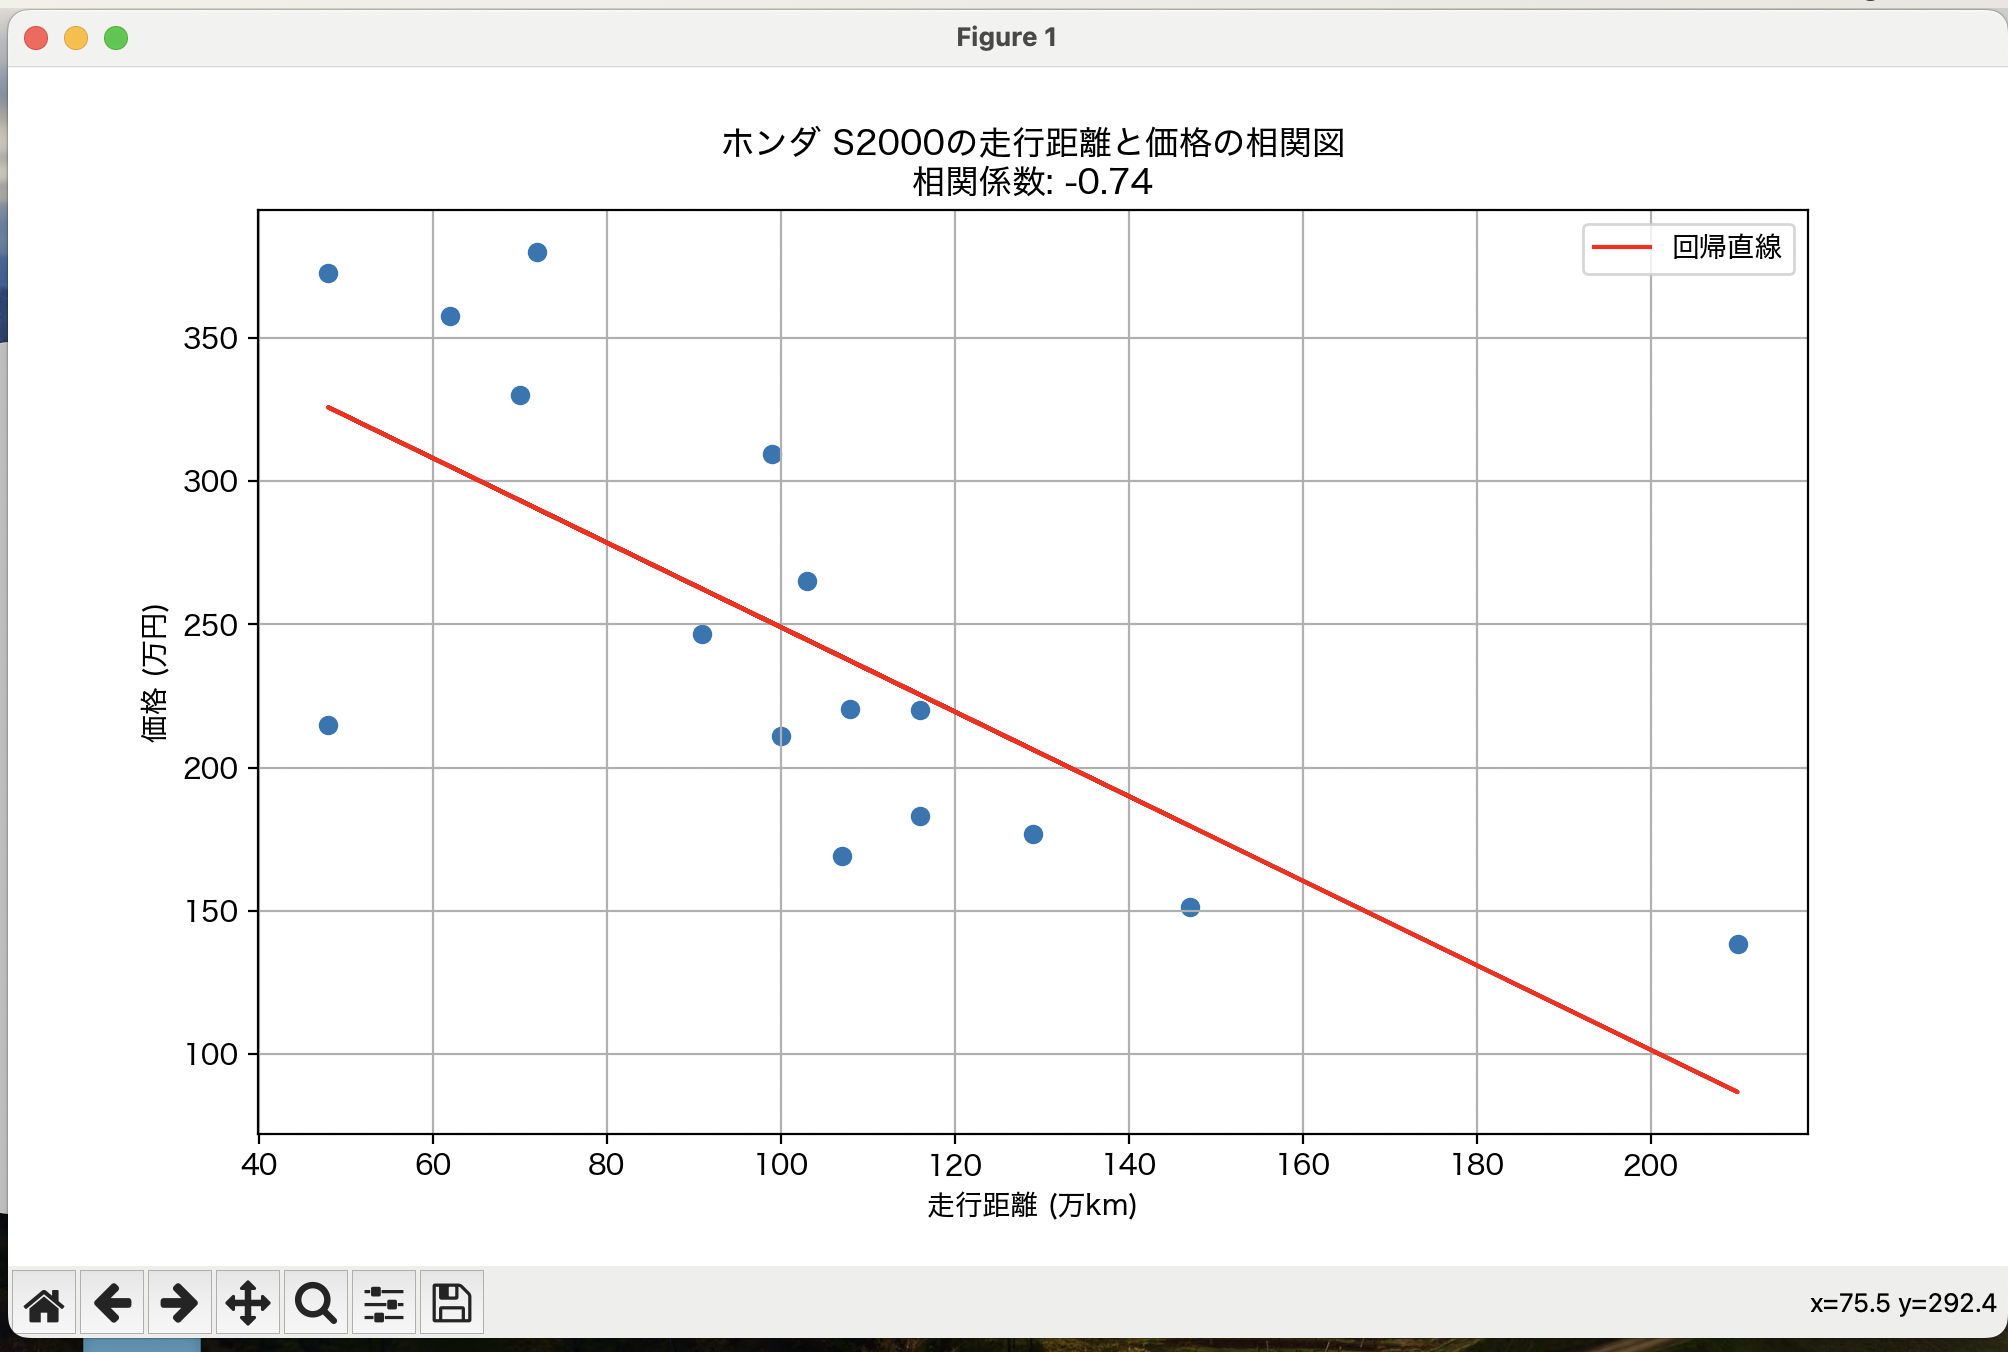 Figure 1
ホンダ S2000の走行距離と価格の相関図
相関係数: -0.74
回帰直線
350
300
250
200
150
100
価格 (万円)
40 60 80 100 120 140 160 180 200
走行距離 (万km)
x=75.5 y=292.4